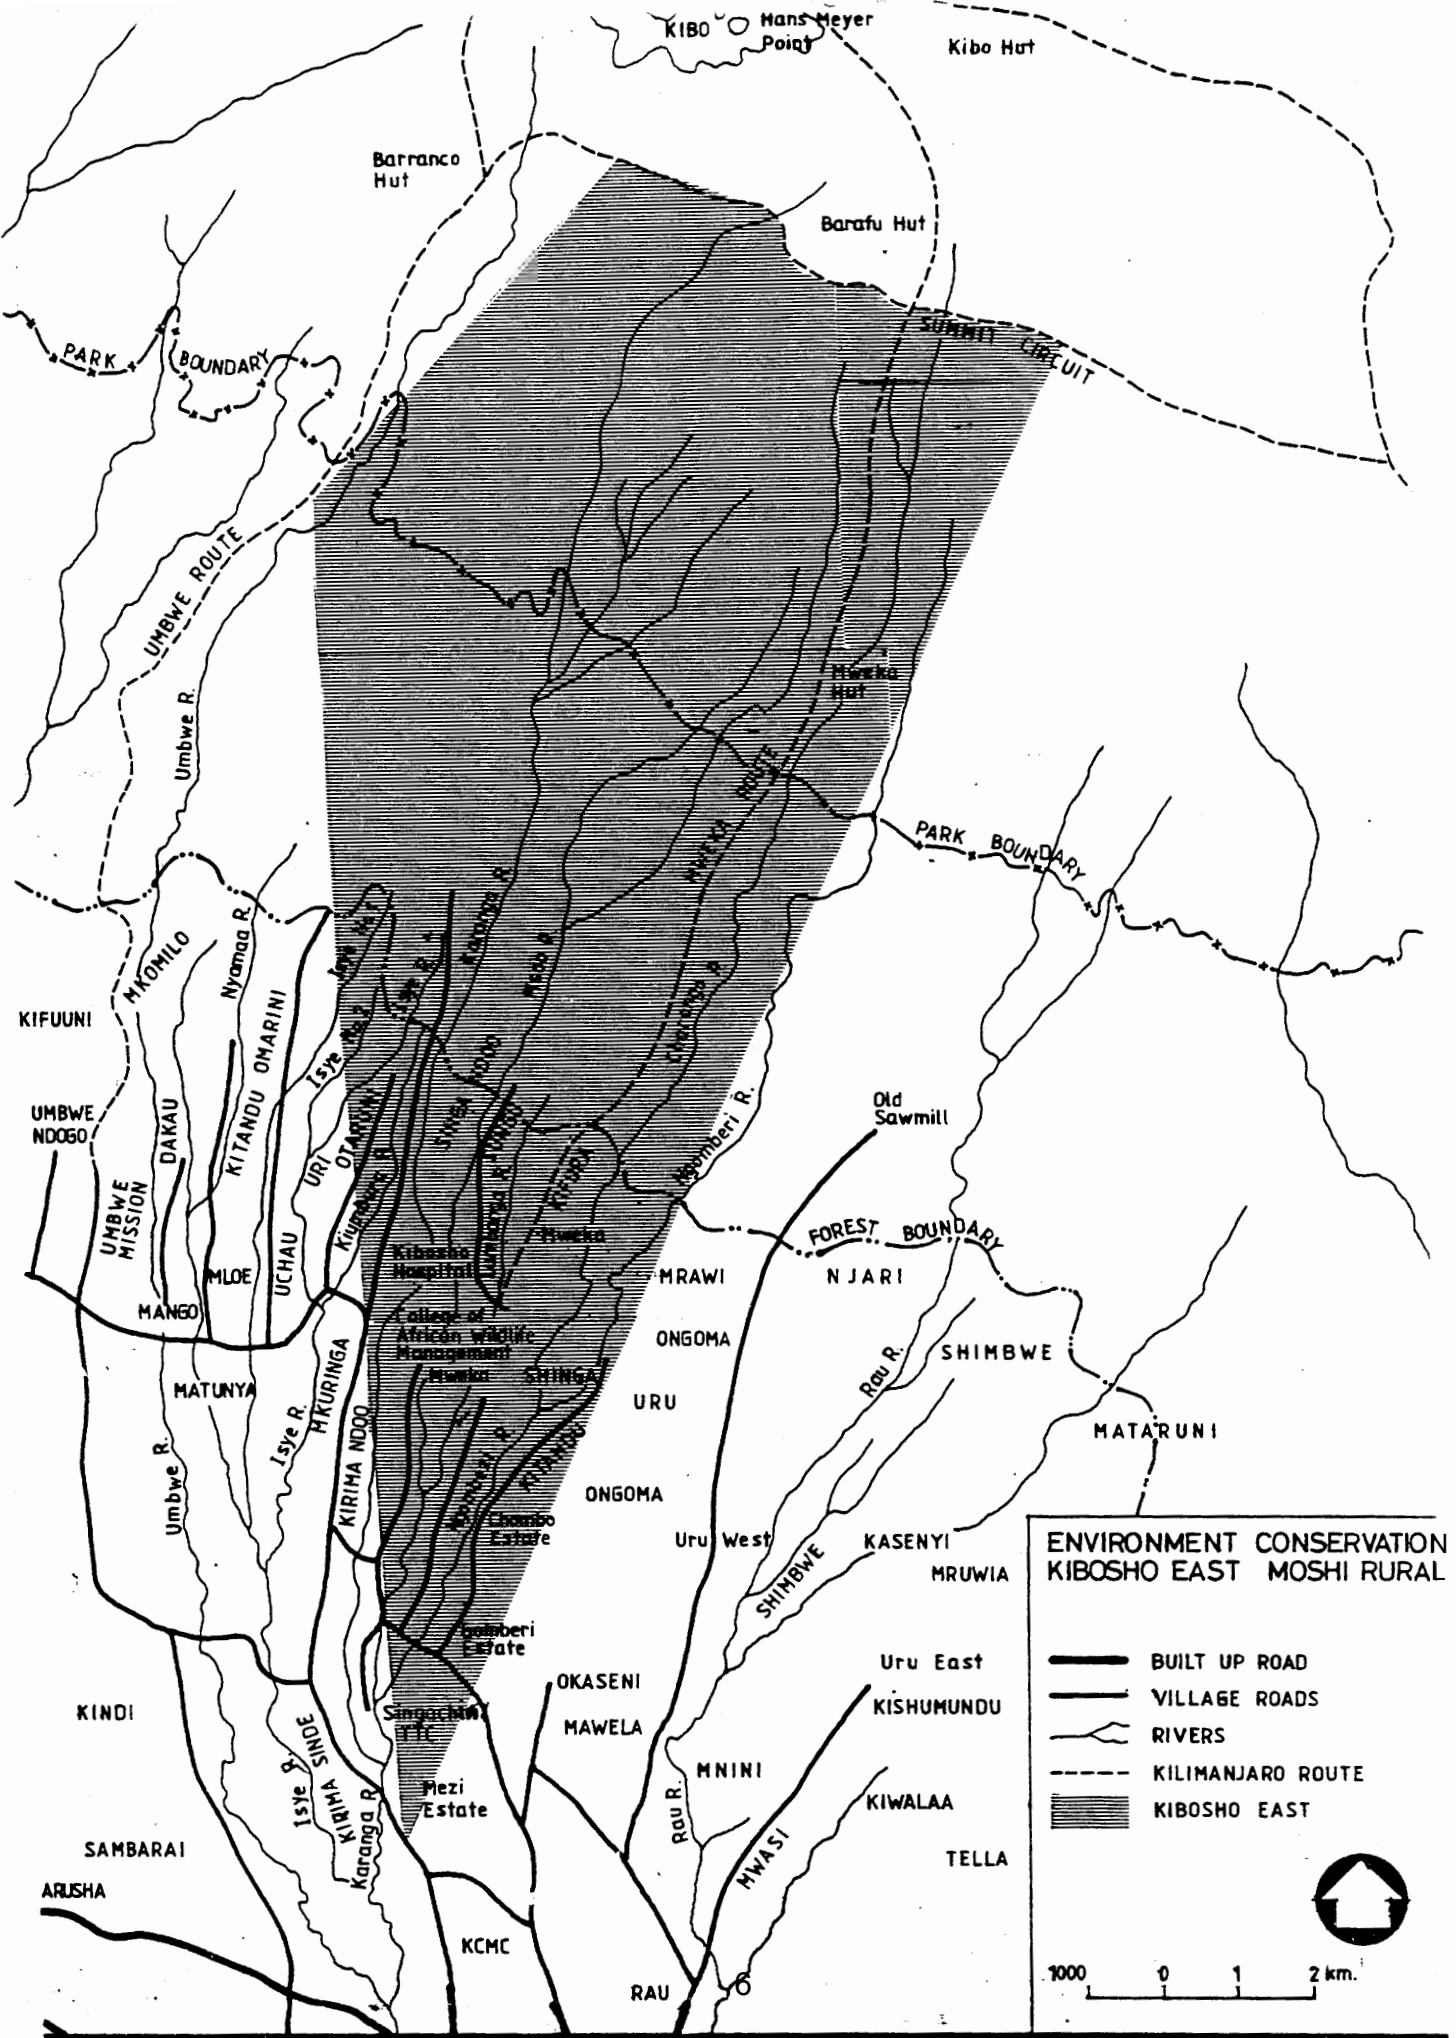 KIBO
Hans Meyer
Point
Kibo Hut
Barranco
Hut
Barafu Hut
PARK BOUNDARY
SUMMIT CIRCUIT
UMBWE ROUTE
Mweka
Hut
Umbwe R.
MWEKA ROUTE
PARK BOUNDARY
Karanga R.
MKOMILO
Nyamaa R.
KIFUUNI
KITANDU OMARINI
Isye No.2
UMBWE
NDOGO
DAKAU
URI
OTARUNI
SINGA NDOO
Old
Sawmill
Ngomberi R.
UMBWE
MISSION
UCHAU
KIFURA
Mweka
FOREST BOUNDARY
Kibosho
Hospital
MLOE
MRAWI
NJARI
MANGO
College of
African Wildlife
Management
Mweka
ONGOMA
SHIMBWE
Rau R.
MKURINGA
SHINGA
MATUNYA
URU
MATARUNI
Isye R.
KIRIMA NDOO
KITANDU
Umbwe R.
ONGOMA
Chombo
Estate
Uru West
KASENYI
MRUWIA
SHIMBWE
ENVIRONMENT CONSERVATION
KIBOSHO EAST MOSHI RURAL
Estate
Uru East
KISHUMUNDU
OKASENI
MAWELA
KINDI
TTC
KIRIMA SINDE
Isye R.
Karanga R.
Mezi
Estate
MNINI
Rau R.
KIWALAA
MWASI
TELLA
SAMBARAI
ARUSHA
KCMC
RAU
6
BUILT UP ROAD
VILLAGE ROADS
RIVERS
KILIMANJARO ROUTE
KIBOSHO EAST
1000 0 1 2 km.